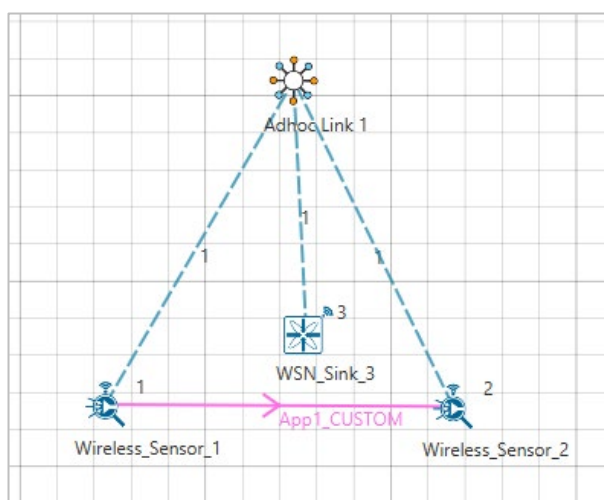 Adhoc Link 1
1
1
1
3
WSN_Sink_3
1
2
App1_CUSTOM
Wireless_Sensor_1
Wireless_Sensor_2